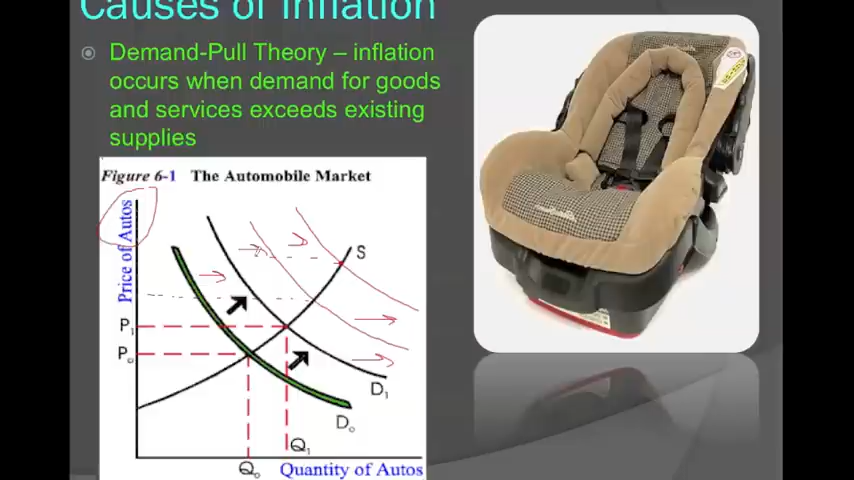 Causes of Inflation
Demand-Pull Theory – inflation
occurs when demand for goods
and services exceeds existing
supplies
Figure 6-1 The Automobile Market
Price of Autos
S
P1
P0
D1
D0
Q1
Q0
Quantity of Autos